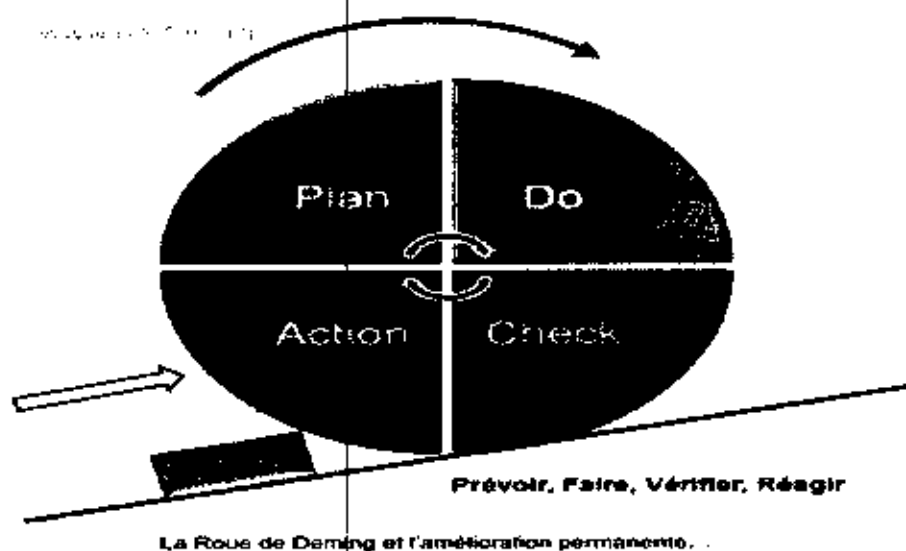 Plan
Do
Action
Check
Prévoir, Faire, Vérifier, Réagir
La Roue de Deming et l'amélioration permanente.